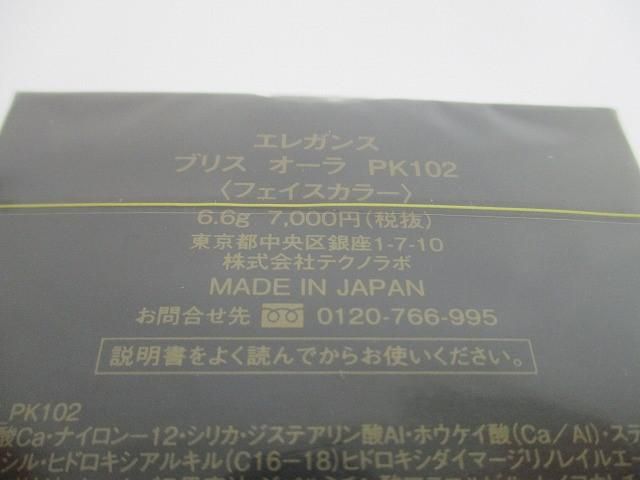 エレガンス
ブリス オーラ PK102
〈フェイスカラー〉
6.6g 7,000円(税抜)
東京都中央区銀座1-7-10
株式会社テクノラボ
MADE IN JAPAN
お問合せ先 0120-766-995
説明書をよく読んでからお使いください。
PK102
酸Ca・ナイロン-12・シリカ・ジステアリン酸Al・ホウケイ酸(Ca/Al)・ステ
シル・ヒドロキシアルキル(C16-18)ヒドロキシダイマージリノレイルエー